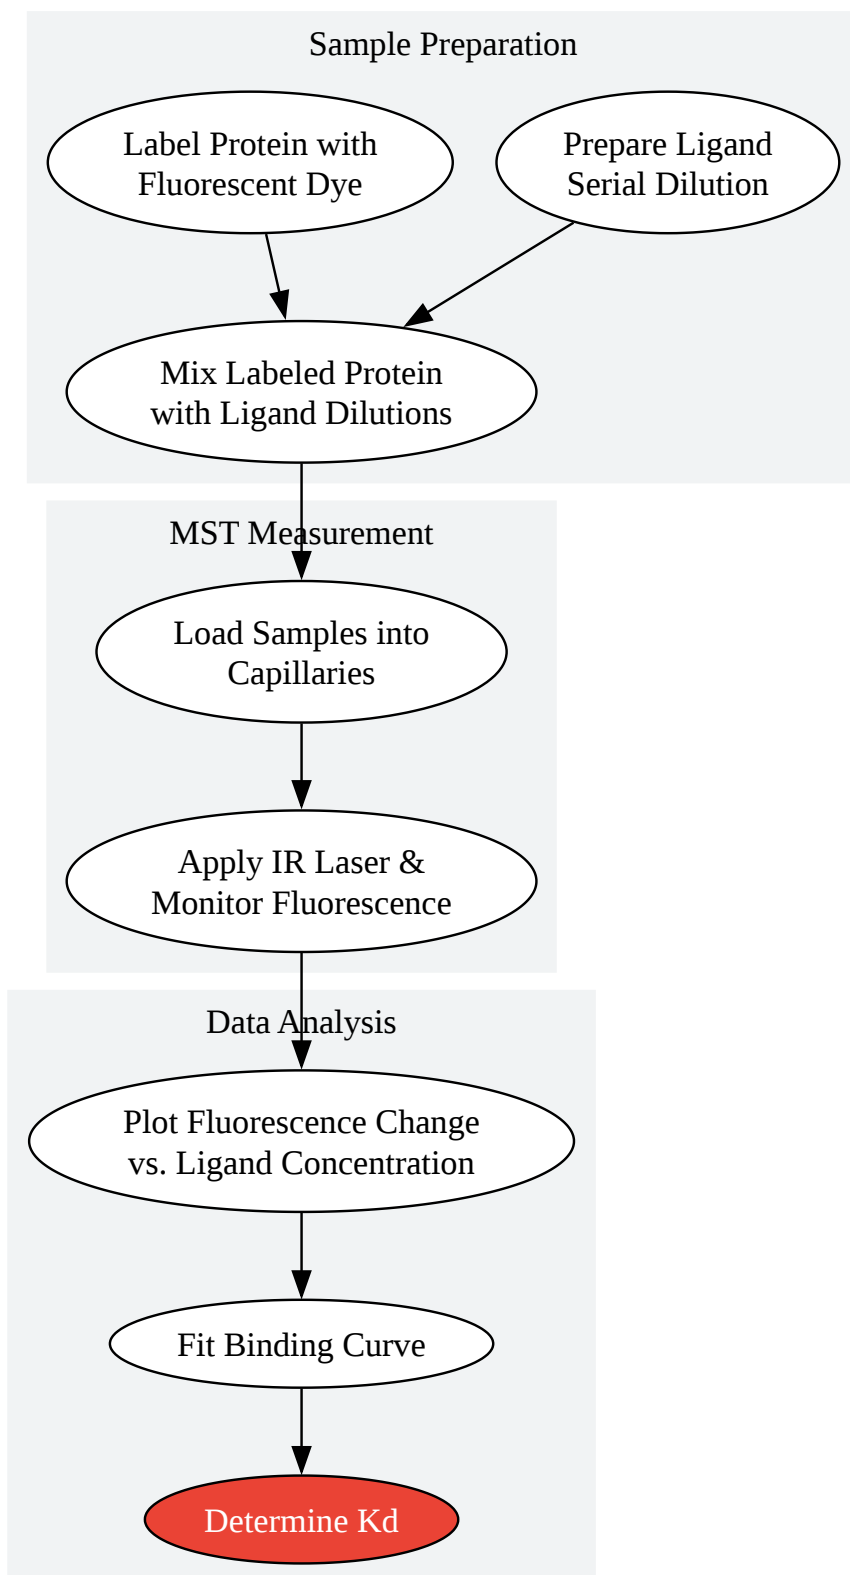 Sample Preparation
Label Protein with
Fluorescent Dye
Prepare Ligand
Serial Dilution
Mix Labeled Protein
with Ligand Dilutions
MST Measurement
Load Samples into
Capillaries
Apply IR Laser &
Monitor Fluorescence
Data Analysis
Plot Fluorescence Change
vs. Ligand Concentration
Fit Binding Curve
Determine Kd